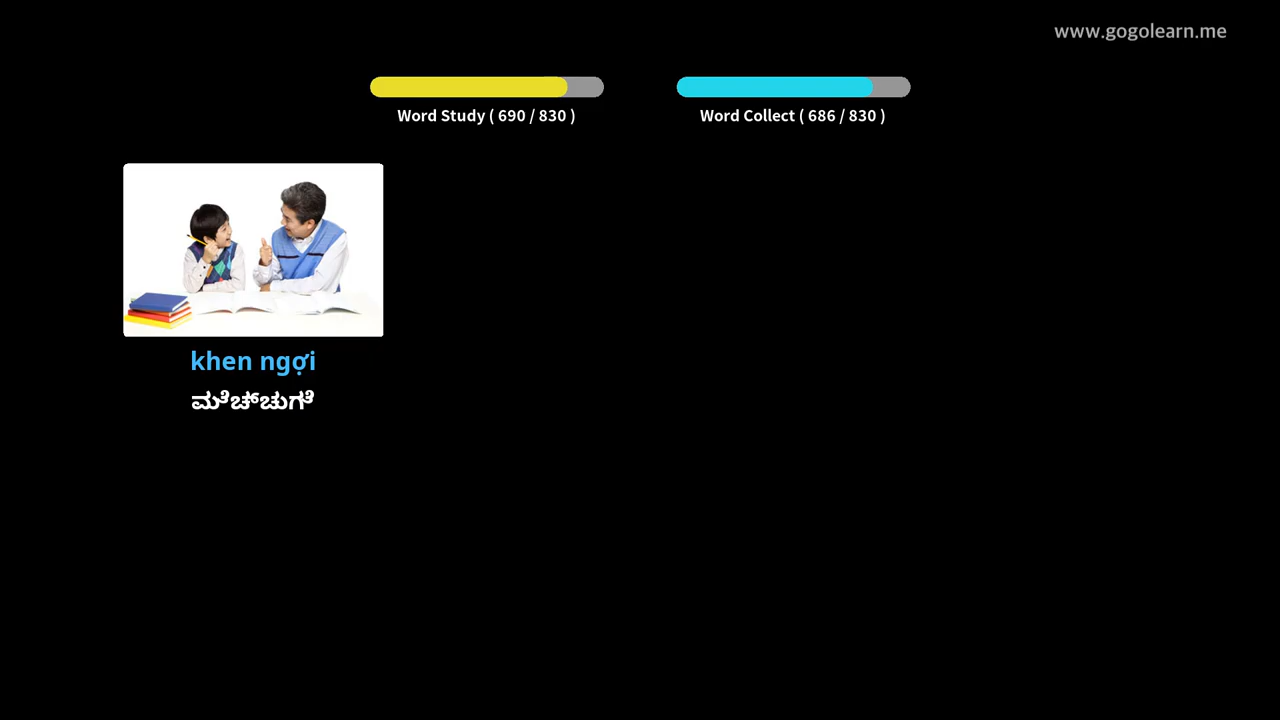 www.gogolearn.me
Word Study ( 690 / 830 )
Word Collect ( 686 / 830 )
khen ngợi
ಮೆಚ್ಚುಗೆ